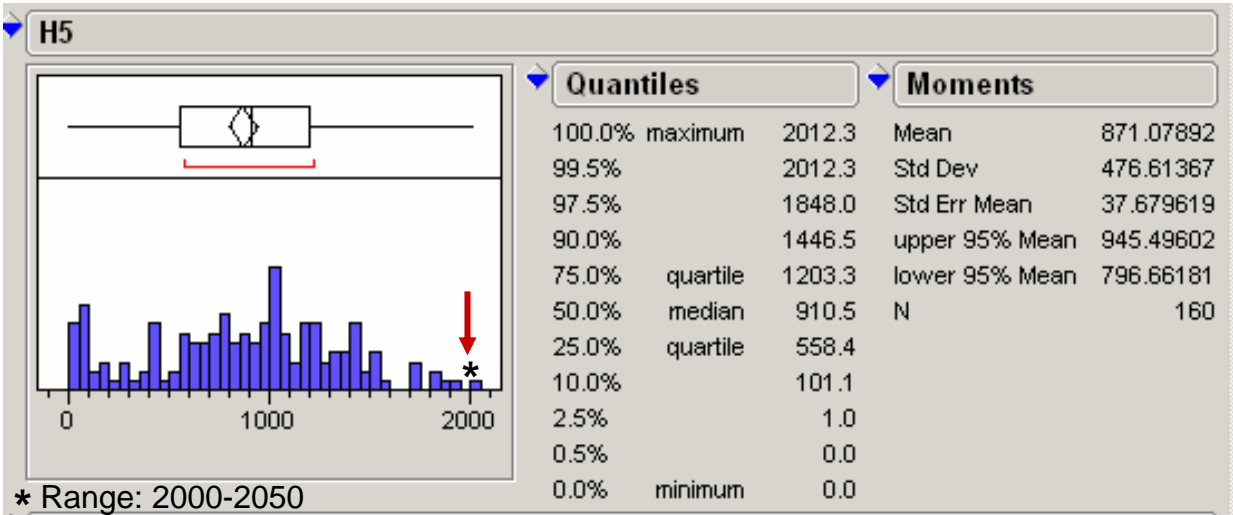 H5
*
0 1000 2000
* Range: 2000-2050
Quantiles
100.0% maximum 2012.3
99.5% 2012.3
97.5% 1848.0
90.0% 1446.5
75.0% quartile 1203.3
50.0% median 910.5
25.0% quartile 558.4
10.0% 101.1
2.5% 1.0
0.5% 0.0
0.0% minimum 0.0
Moments
Mean 871.07892
Std Dev 476.61367
Std Err Mean 37.679619
upper 95% Mean 945.49602
lower 95% Mean 796.66181
N 160